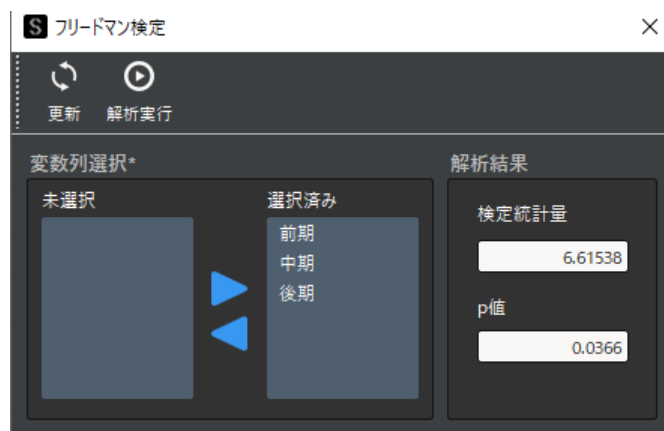 S フリードマン検定
更新 解析実行
変数列選択*
未選択
選択済み
前期
中期
後期
解析結果
検定統計量
6.61538
p値
0.0366